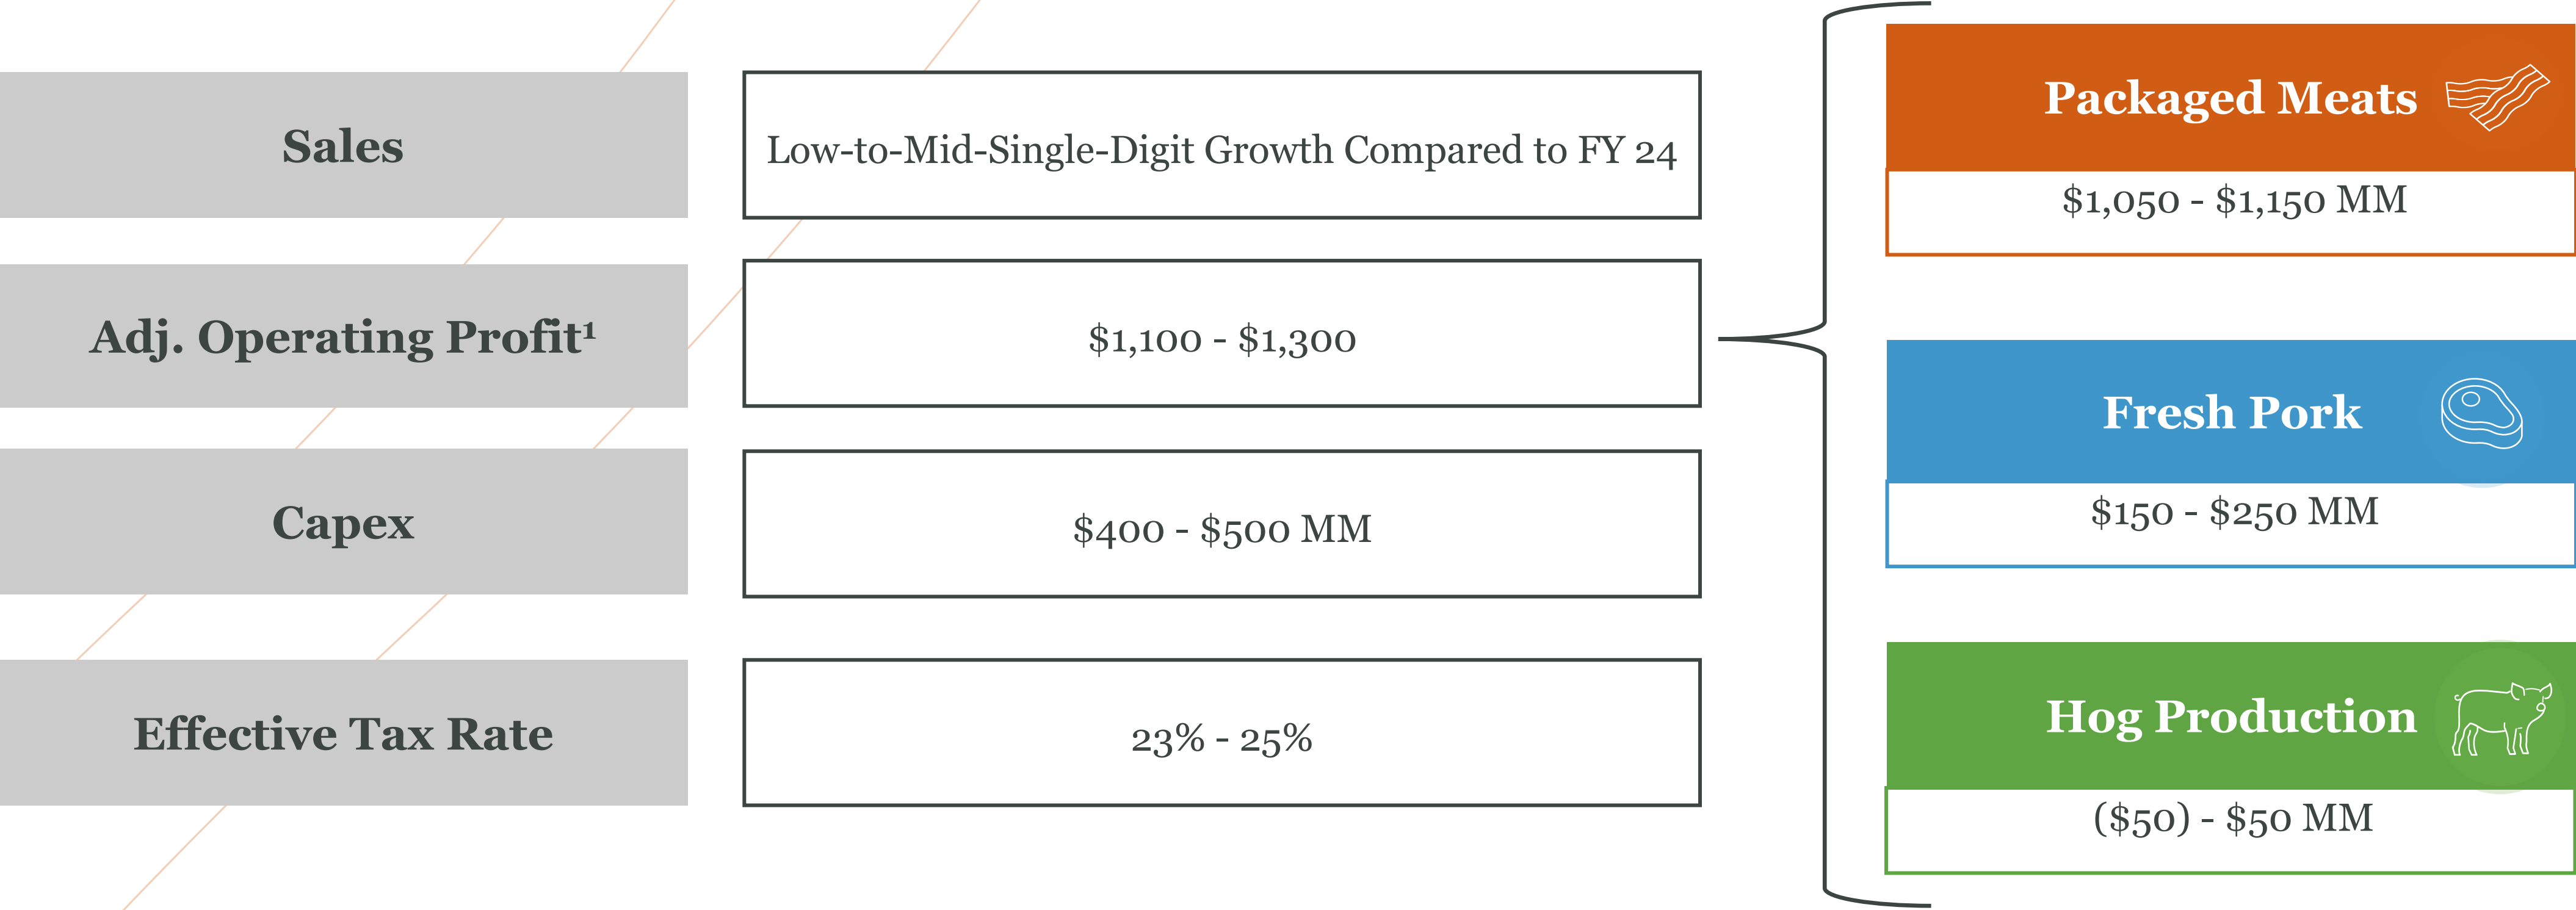 Sales
Low-to-Mid-Single-Digit Growth Compared to FY 24
Adj. Operating Profit¹
$1,100 - $1,300
Capex
$400 - $500 MM
Effective Tax Rate
23% - 25%
Packaged Meats
$1,050 - $1,150 MM
Fresh Pork
$150 - $250 MM
Hog Production
($50) - $50 MM